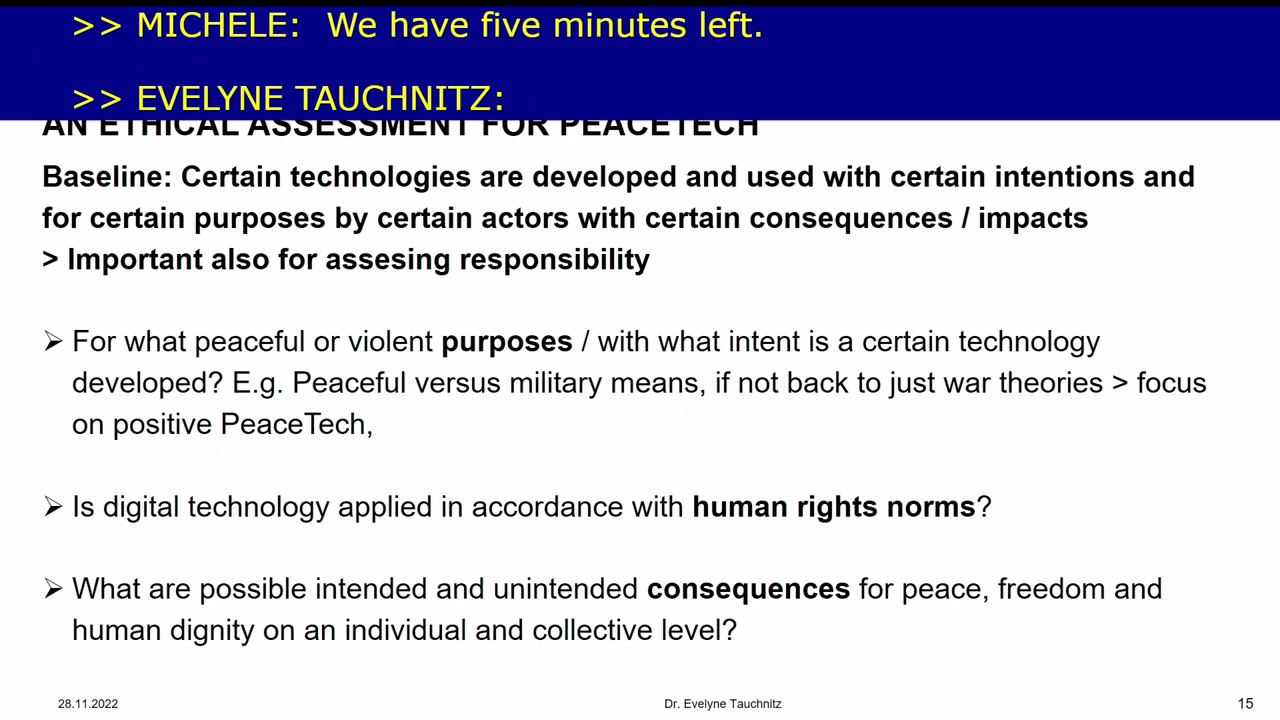 >> MICHELE: We have five minutes left.
>> EVELYNE TAUCHNITZ:
AN ETHICAL ASSESSMENT FOR PEACETECH
Baseline: Certain technologies are developed and used with certain intentions and
for certain purposes by certain actors with certain consequences / impacts
> Important also for assesing responsibility
➢ For what peaceful or violent purposes / with what intent is a certain technology
developed? E.g. Peaceful versus military means, if not back to just war theories > focus
on positive PeaceTech,
➢ Is digital technology applied in accordance with human rights norms?
➢ What are possible intended and unintended consequences for peace, freedom and
human dignity on an individual and collective level?
28.11.2022
Dr. Evelyne Tauchnitz
15